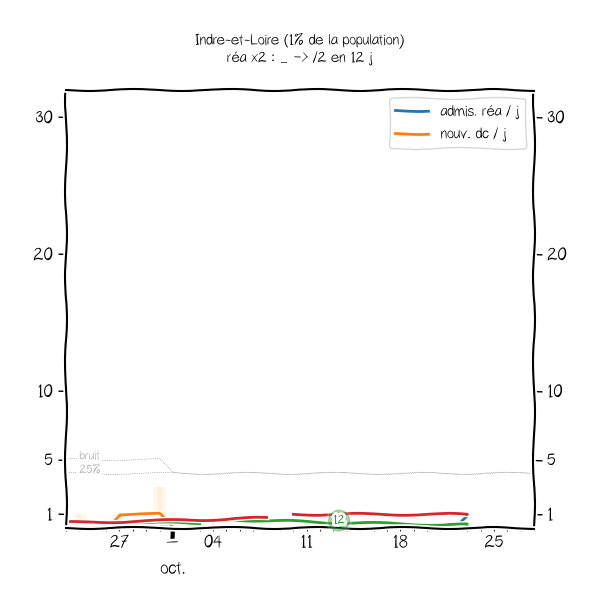 Indre-et-Loire (1% de la population)
réa x2 : _ -> /2 en 12 j
admis. réa / j
nouv. dc / j
30
30
20
20
10
10
bruit
25%
5
5
1
1
12
27
04
11
18
25
oct.